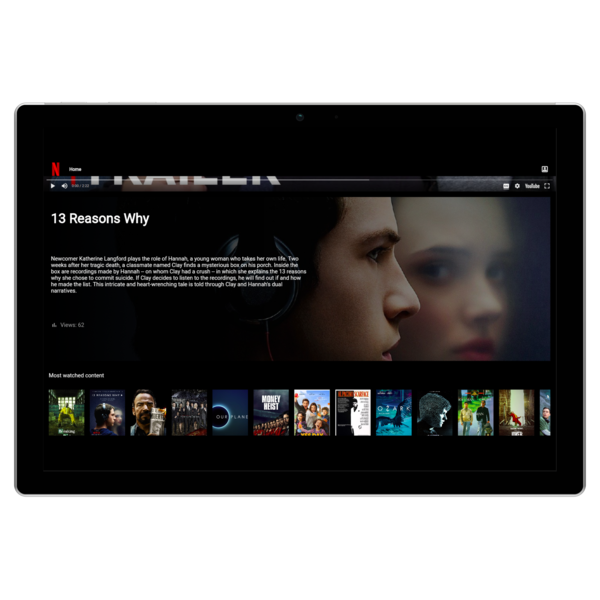 N Home
TRAILER
0:00 / 2:22
YouTube
13 Reasons Why
Newcomer Katherine Langford plays the role of Hannah, a young woman who takes her own life. Two
weeks after her tragic death, a classmate named Clay finds a mysterious box on his porch. Inside the
box are recordings made by Hannah – on whom Clay had a crush – in which she explains the 13 reasons
why she chose to commit suicide. If Clay decides to listen to the recordings, he will find out if and how
he made the list. This intricate and heart-wrenching tale is told through Clay and Hannah's dual
narratives.
Views: 62
Most watched content
13 REASONS WHY
OUR PLANET
MONEY
HEIST
SCARFACE
OZARK